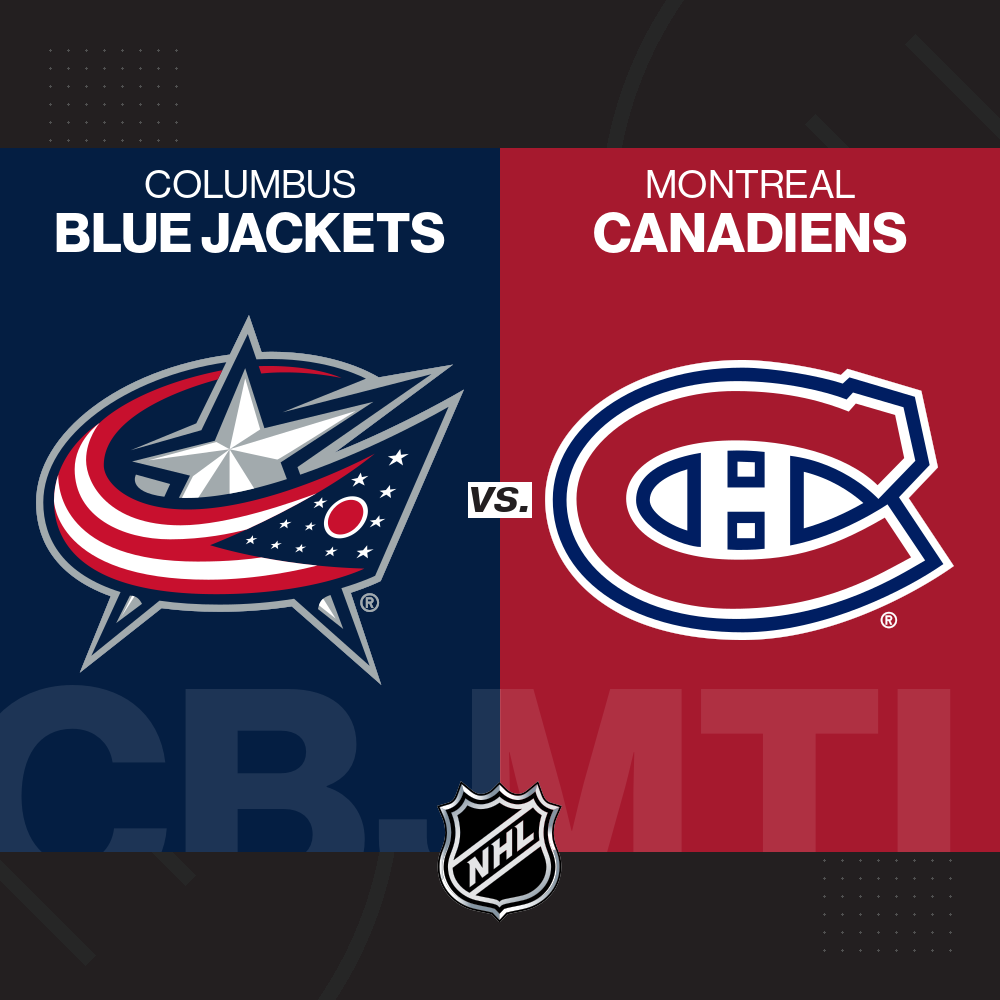 COLUMBUS
BLUE JACKETS
MONTREAL
CANADIENS
VS.
®
®
CBJ
MTL
NHL